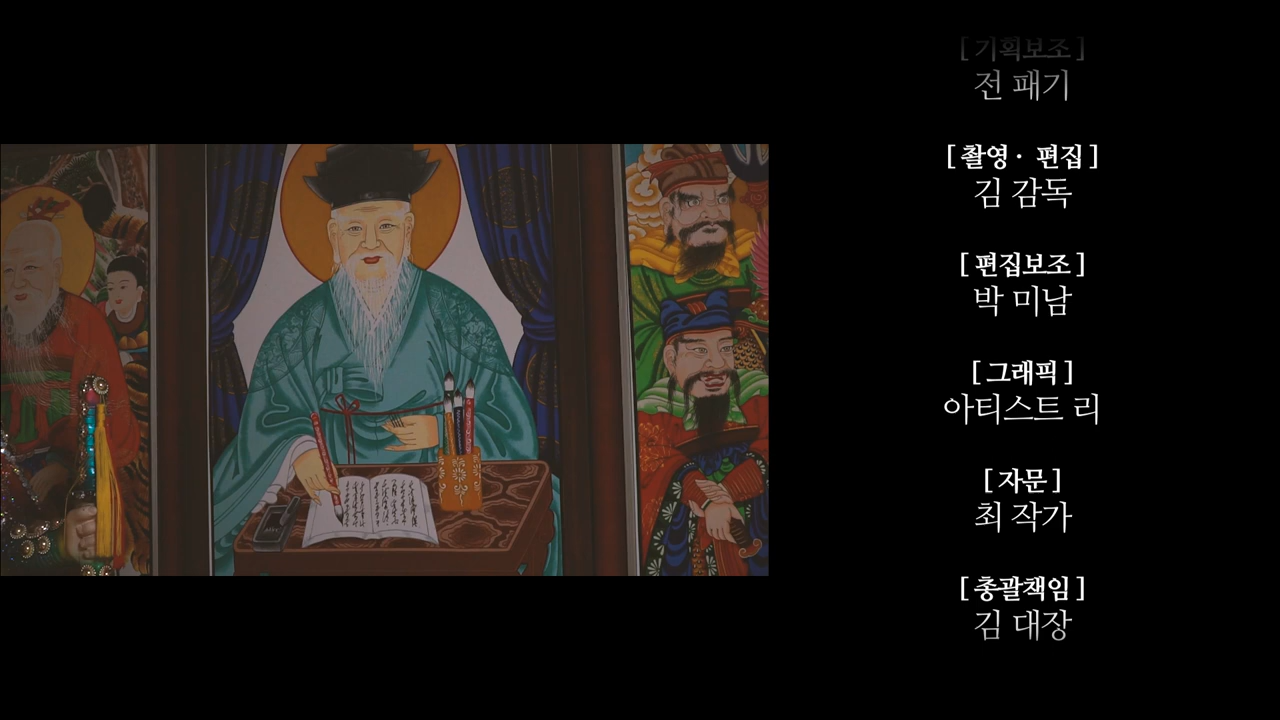 [기획보조]
전 패기
[촬영· 편집]
김 감독
[편집보조]
박 미남
[그래픽]
아티스트 리
[자문]
최 작가
[총괄책임]
김 대장